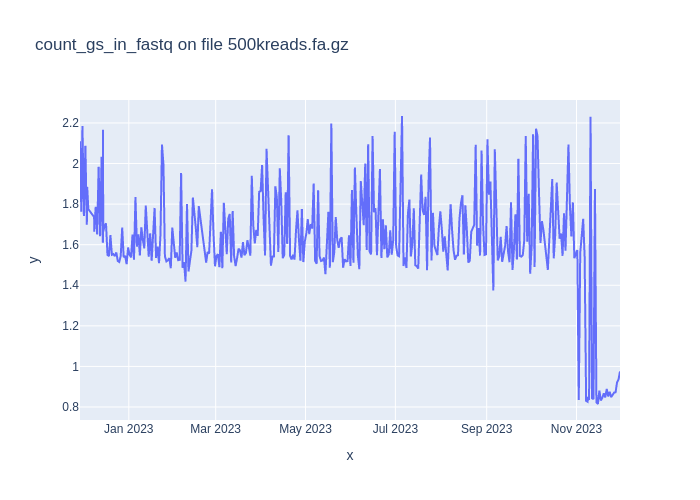 count_gs_in_fastq on file 500kreads.fa.gz
2.2
2
1.8
1.6
1.4
1.2
1
0.8
y
Jan 2023
Mar 2023
May 2023
Jul 2023
Sep 2023
Nov 2023
x